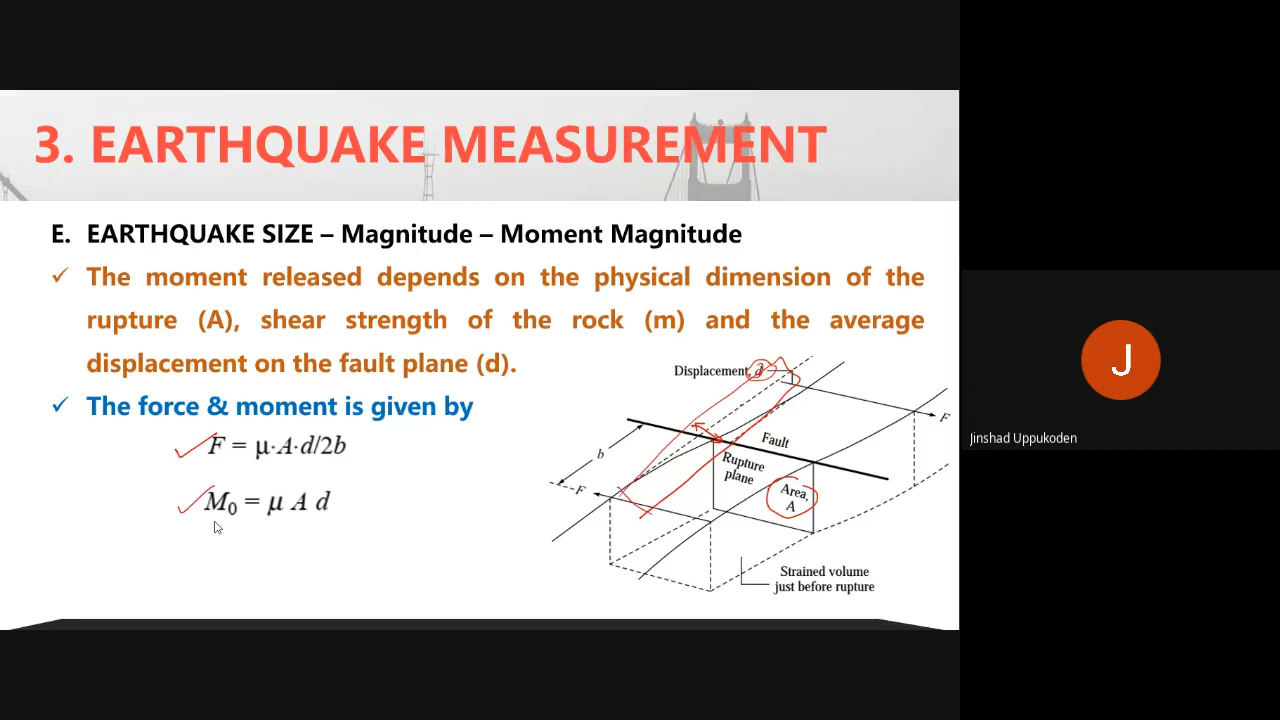 3. EARTHQUAKE MEASUREMENT
E. EARTHQUAKE SIZE – Magnitude – Moment Magnitude
✓ The moment released depends on the physical dimension of the
rupture (A), shear strength of the rock (m) and the average
displacement on the fault plane (d).
✓ The force & moment is given by
F = μ·A·d/2b
M₀ = μ A d
Displacement, d
F
Fault
b
Rupture
plane
F
Area,
A
Strained volume
just before rupture
J
Jinshad Uppukoden